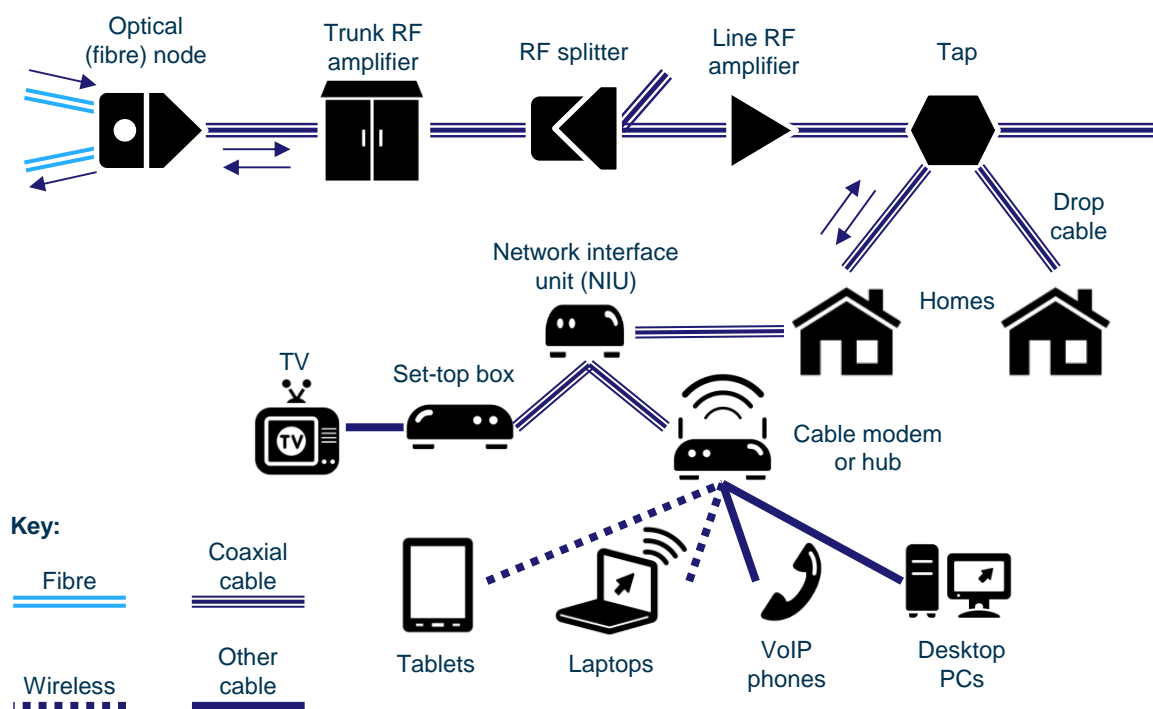 Optical
(fibre) node
Trunk RF
amplifier
RF splitter
Line RF
amplifier
Tap
Drop
cable
Network interface
unit (NIU)
Homes
TV
Set-top box
TV
Cable modem
or hub
Key:
Fibre
Coaxial
cable
Wireless
Other
cable
Tablets
Laptops
VoIP
phones
Desktop
PCs